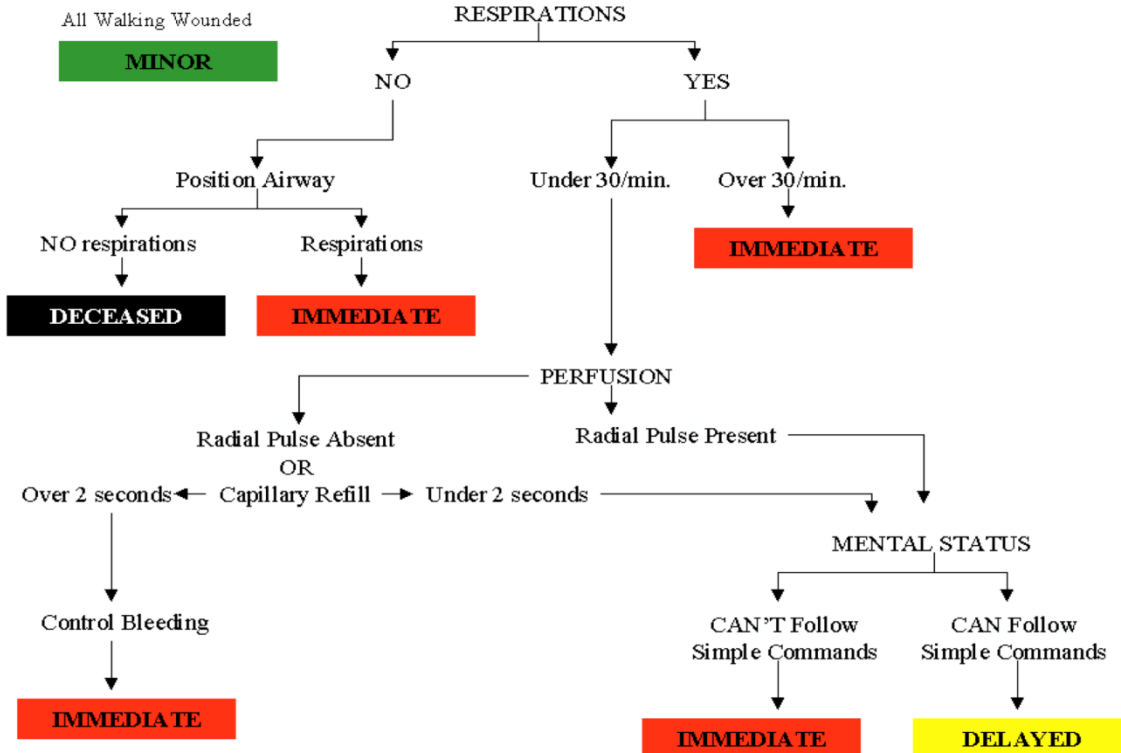 All Walking Wounded
MINOR
RESPIRATIONS
NO
YES
Position Airway
Under 30/min.
Over 30/min.
NO respirations
Respirations
IMMEDIATE
DECEASED
IMMEDIATE
PERFUSION
Radial Pulse Absent
OR
Radial Pulse Present
Over 2 seconds
Capillary Refill
Under 2 seconds
MENTAL STATUS
Control Bleeding
CAN'T Follow
Simple Commands
CAN Follow
Simple Commands
IMMEDIATE
IMMEDIATE
DELAYED